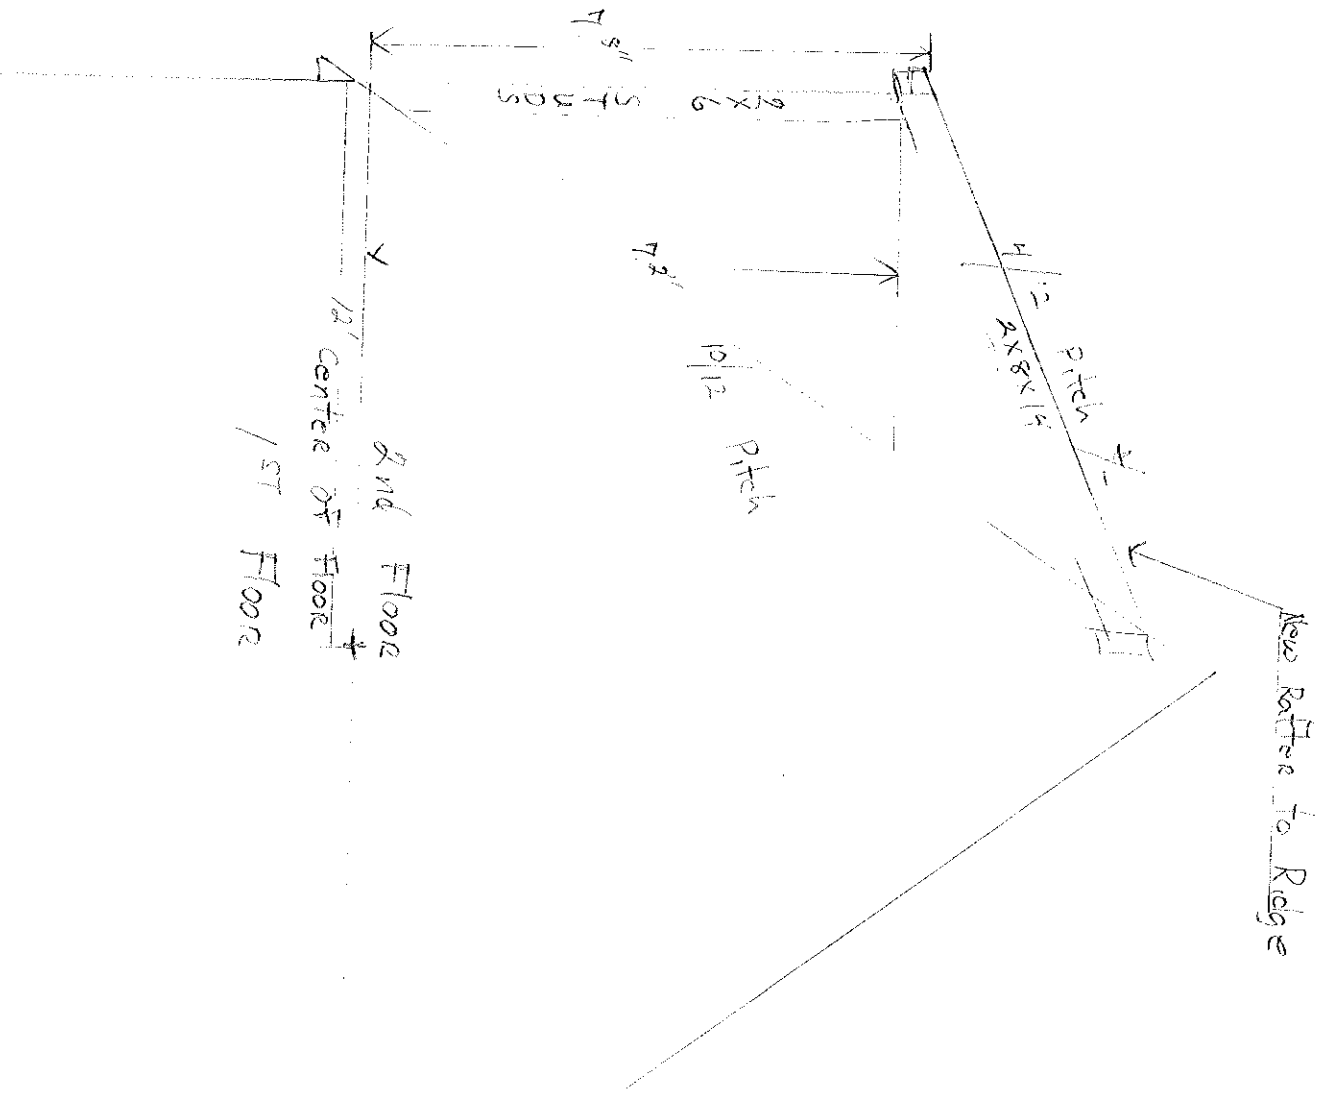 New Rafter to Ridge
4/12 Pitch
2x8x14
7'8"
2x6 STUDS
7'2"
10/12 Pitch
2nd Floor
12' Center of Floor
1ST Floor